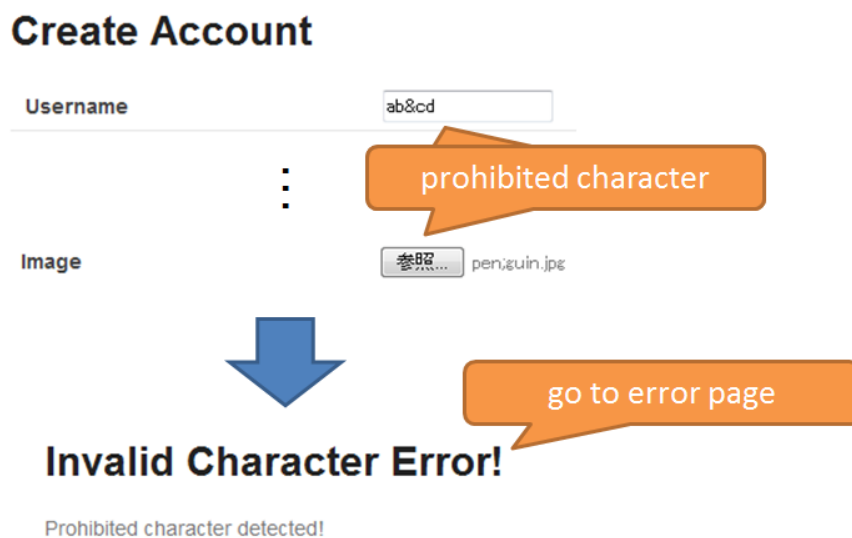 Create Account
Username ab&cd
prohibited character
Image 参照... pen;guin.jpg
go to error page
Invalid Character Error!
Prohibited character detected!